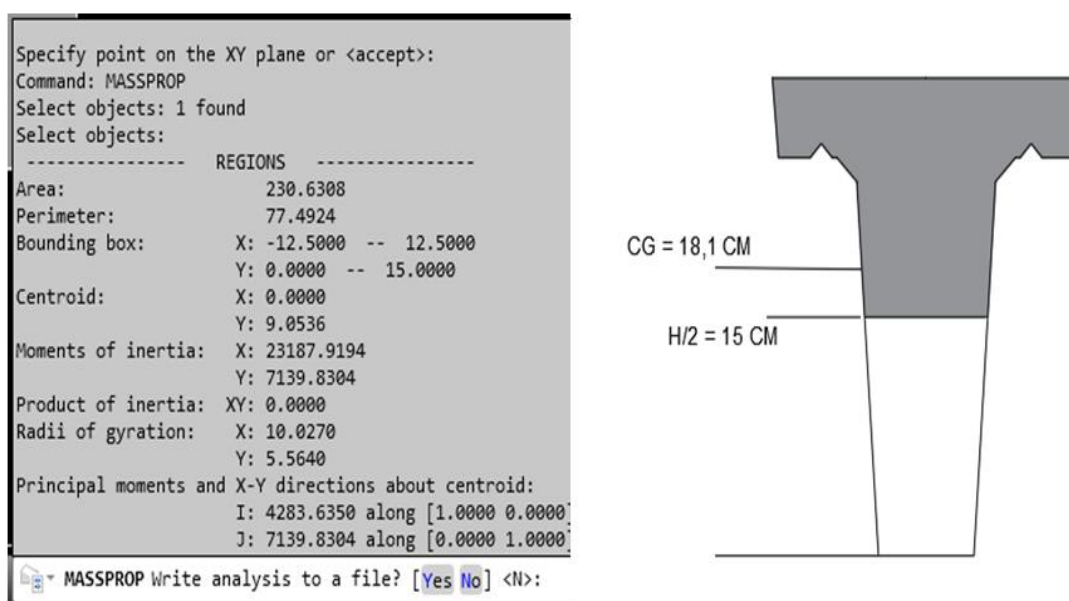 Specify point on the XY plane or <accept>:
Command: MASSPROP
Select objects: 1 found
Select objects:
---------------- REGIONS ----------------
Area: 230.6308
Perimeter: 77.4924
Bounding box: X: -12.5000 -- 12.5000
Y: 0.0000 -- 15.0000
Centroid: X: 0.0000
Y: 9.0536
Moments of inertia: X: 23187.9194
Y: 7139.8304
Product of inertia: XY: 0.0000
Radii of gyration: X: 10.0270
Y: 5.5640
Principal moments and X-Y directions about centroid:
I: 4283.6350 along [1.0000 0.0000]
J: 7139.8304 along [0.0000 1.0000]
MASSPROP Write analysis to a file? [Yes No] <N>:
CG = 18,1 CM
H/2 = 15 CM